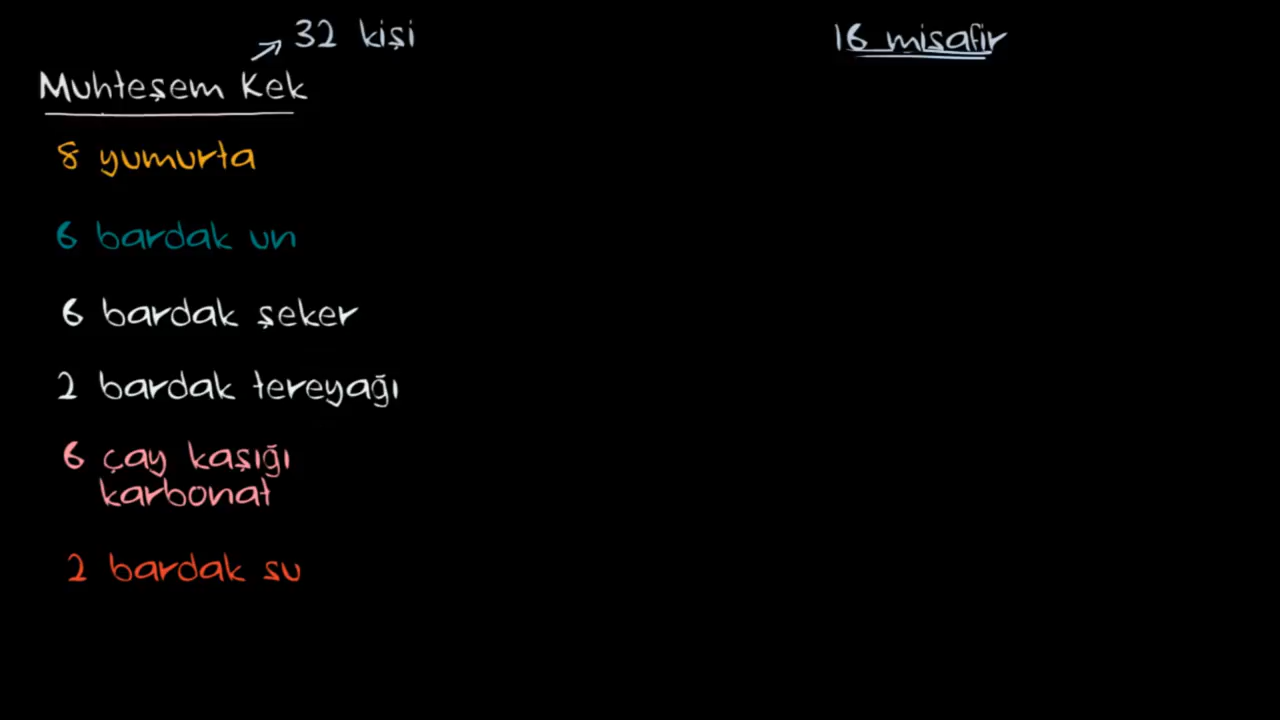 32 kişi
16 misafir
Muhteşem Kek
8 yumurta
6 bardak un
6 bardak şeker
2 bardak tereyağı
6 çay kaşığı
karbonat
2 bardak su